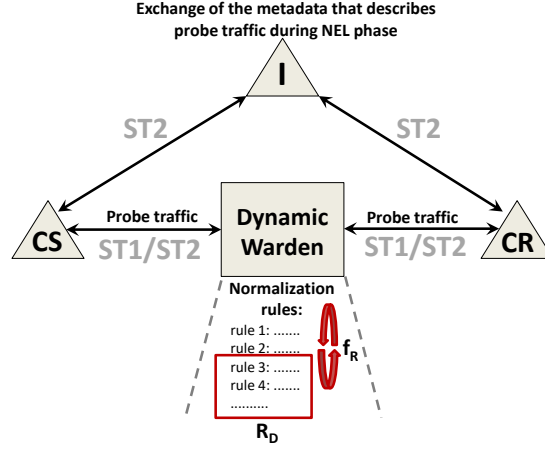 Exchange of the metadata that describes
probe traffic during NEL phase
I
ST2
ST2
CS
Probe traffic
ST1/ST2
Dynamic
Warden
Probe traffic
ST1/ST2
CR
Normalization
rules:
rule 1: .......
rule 2: .......
rule 3: .......
rule 4: .......
..........
fR
RD